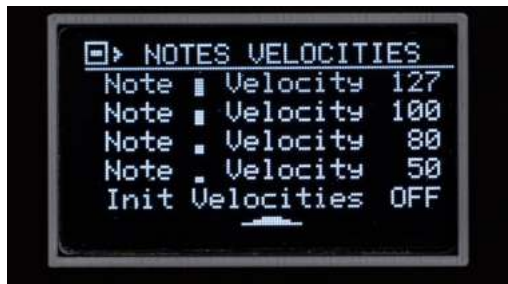 NOTES VELOCITIES
Note Velocity 127
Note Velocity 100
Note Velocity 80
Note Velocity 50
Init Velocities OFF